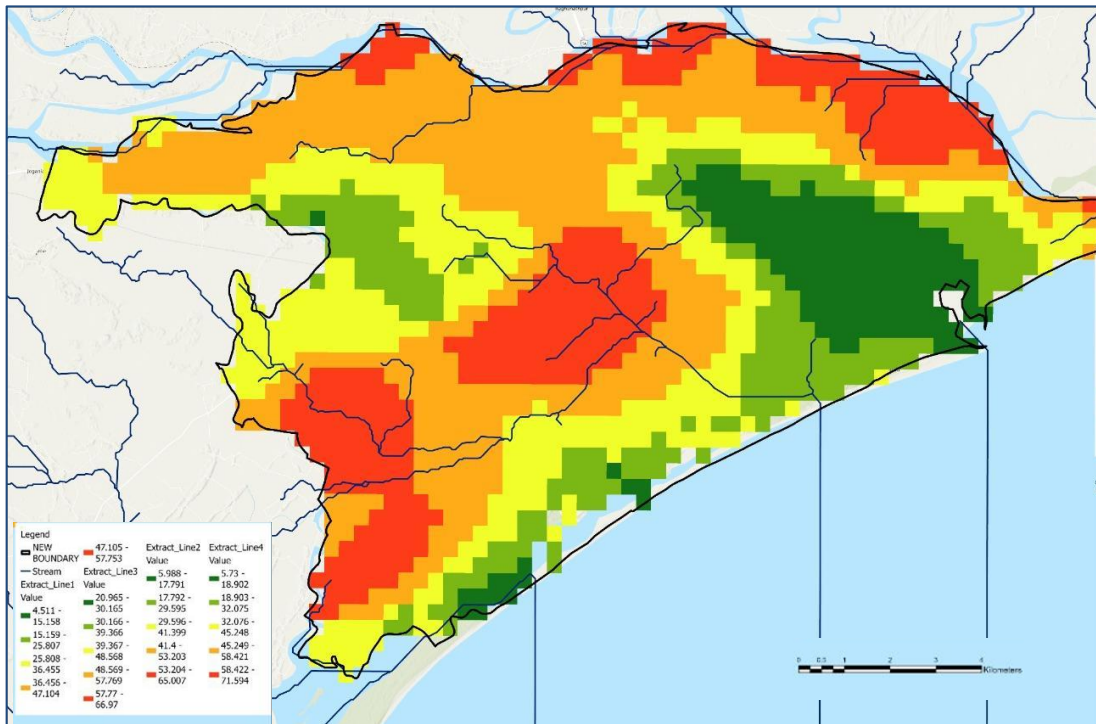 Legend
NEW
BOUNDARY
Stream
Extract_Line1
Value
4.511 -
15.158
15.159 -
25.807
25.808 -
36.455
36.456 -
47.104
47.105 -
57.753
Extract_Line3
Value
20.965 -
30.165
30.166 -
39.366
39.367 -
48.568
48.569 -
57.769
57.77 -
66.97
Extract_Line2
Value
5.988 -
17.791
17.792 -
29.595
29.596 -
41.399
41.4 -
53.203
53.204 -
65.007
Extract_Line4
Value
5.73 -
18.902
18.903 -
32.075
32.076 -
45.248
45.249 -
58.421
58.422 -
71.594
0 0.5 1 2 3 4
Kilometers